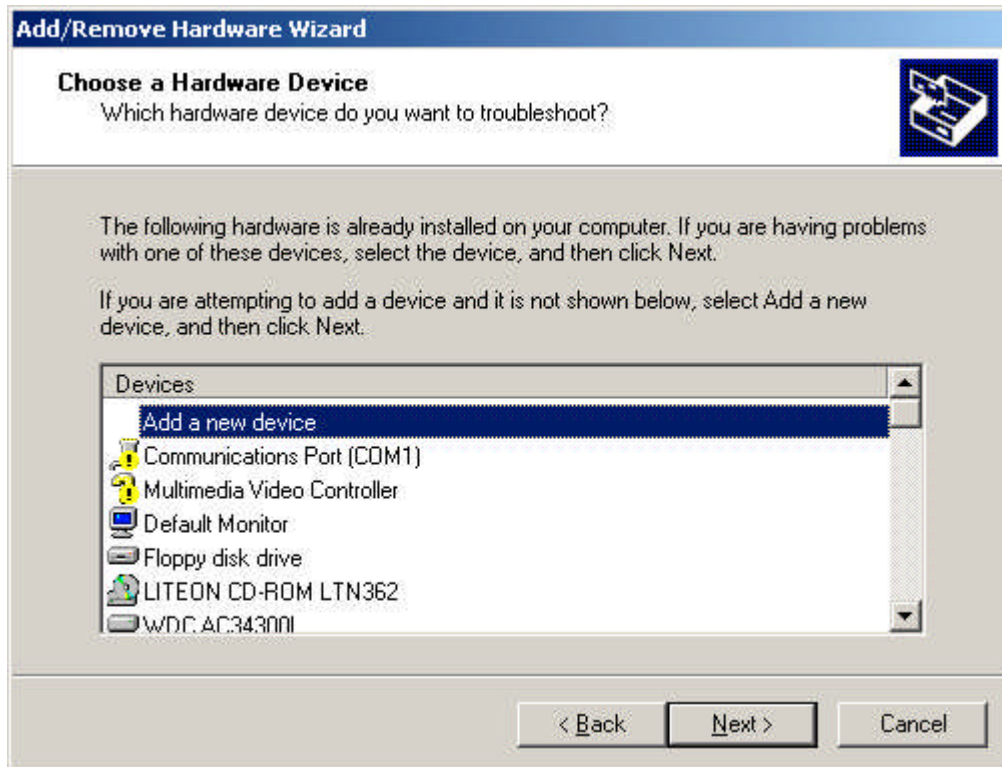 Add/Remove Hardware Wizard
Choose a Hardware Device
Which hardware device do you want to troubleshoot?
The following hardware is already installed on your computer. If you are having problems
with one of these devices, select the device, and then click Next.
If you are attempting to add a device and it is not shown below, select Add a new
device, and then click Next.
Devices
Add a new device
Communications Port (COM1)
Multimedia Video Controller
Default Monitor
Floppy disk drive
LITEON CD-ROM LTN362
WDC AC34300L
< Back
Next >
Cancel